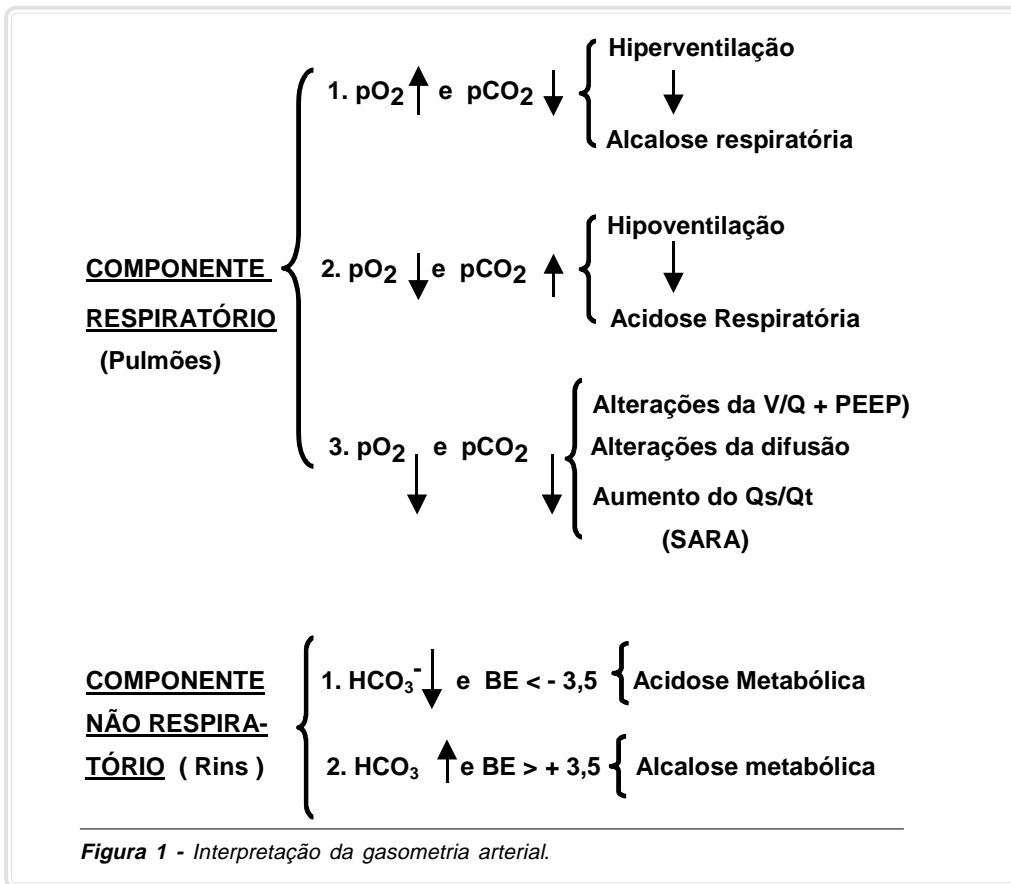 Hiperventilação
1. pO2 ↑ e pCO2 ↓
Alcalose respiratória
Hipoventilação
COMPONENTE
2. pO2 ↓ e pCO2 ↑
RESPIRATÓRIO
Acidose Respiratória
(Pulmões)
Alterações da V/Q + PEEP)
3. pO2 ↓ e pCO2 ↓
Alterações da difusão
Aumento do Qs/Qt
(SARA)
COMPONENTE
1. HCO3- ↓ e BE < - 3,5 { Acidose Metabólica
NÃO RESPIRA-
TÓRIO ( Rins )
2. HCO3 ↑ e BE > + 3,5 { Alcalose metabólica
Figura 1 - Interpretação da gasometria arterial.